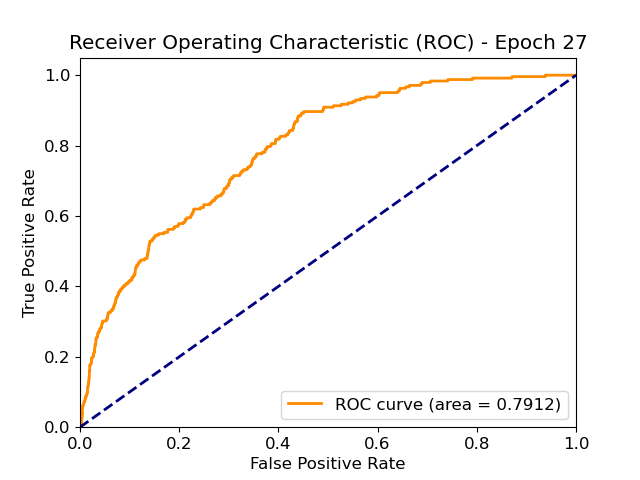 Receiver Operating Characteristic (ROC) - Epoch 27
1.0
0.8
0.6
0.4
0.2
0.0
True Positive Rate
ROC curve (area = 0.7912)
0.0 0.2 0.4 0.6 0.8 1.0
False Positive Rate